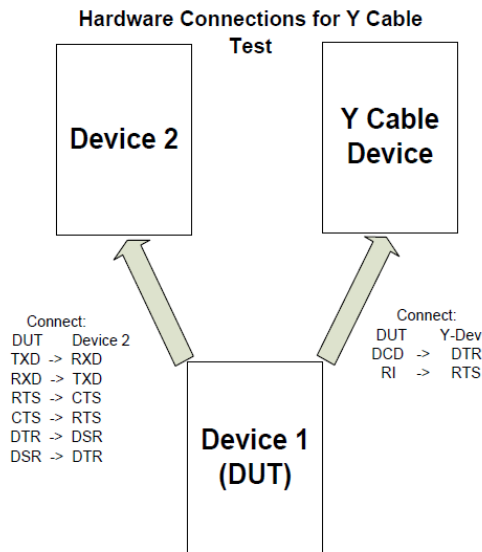 Hardware Connections for Y Cable
Test
Device 2
Y Cable
Device
Connect:
DUT Device 2
TXD -> RXD
RXD -> TXD
RTS -> CTS
CTS -> RTS
DTR -> DSR
DSR -> DTR
Connect:
DUT Y-Dev
DCD -> DTR
RI -> RTS
Device 1
(DUT)